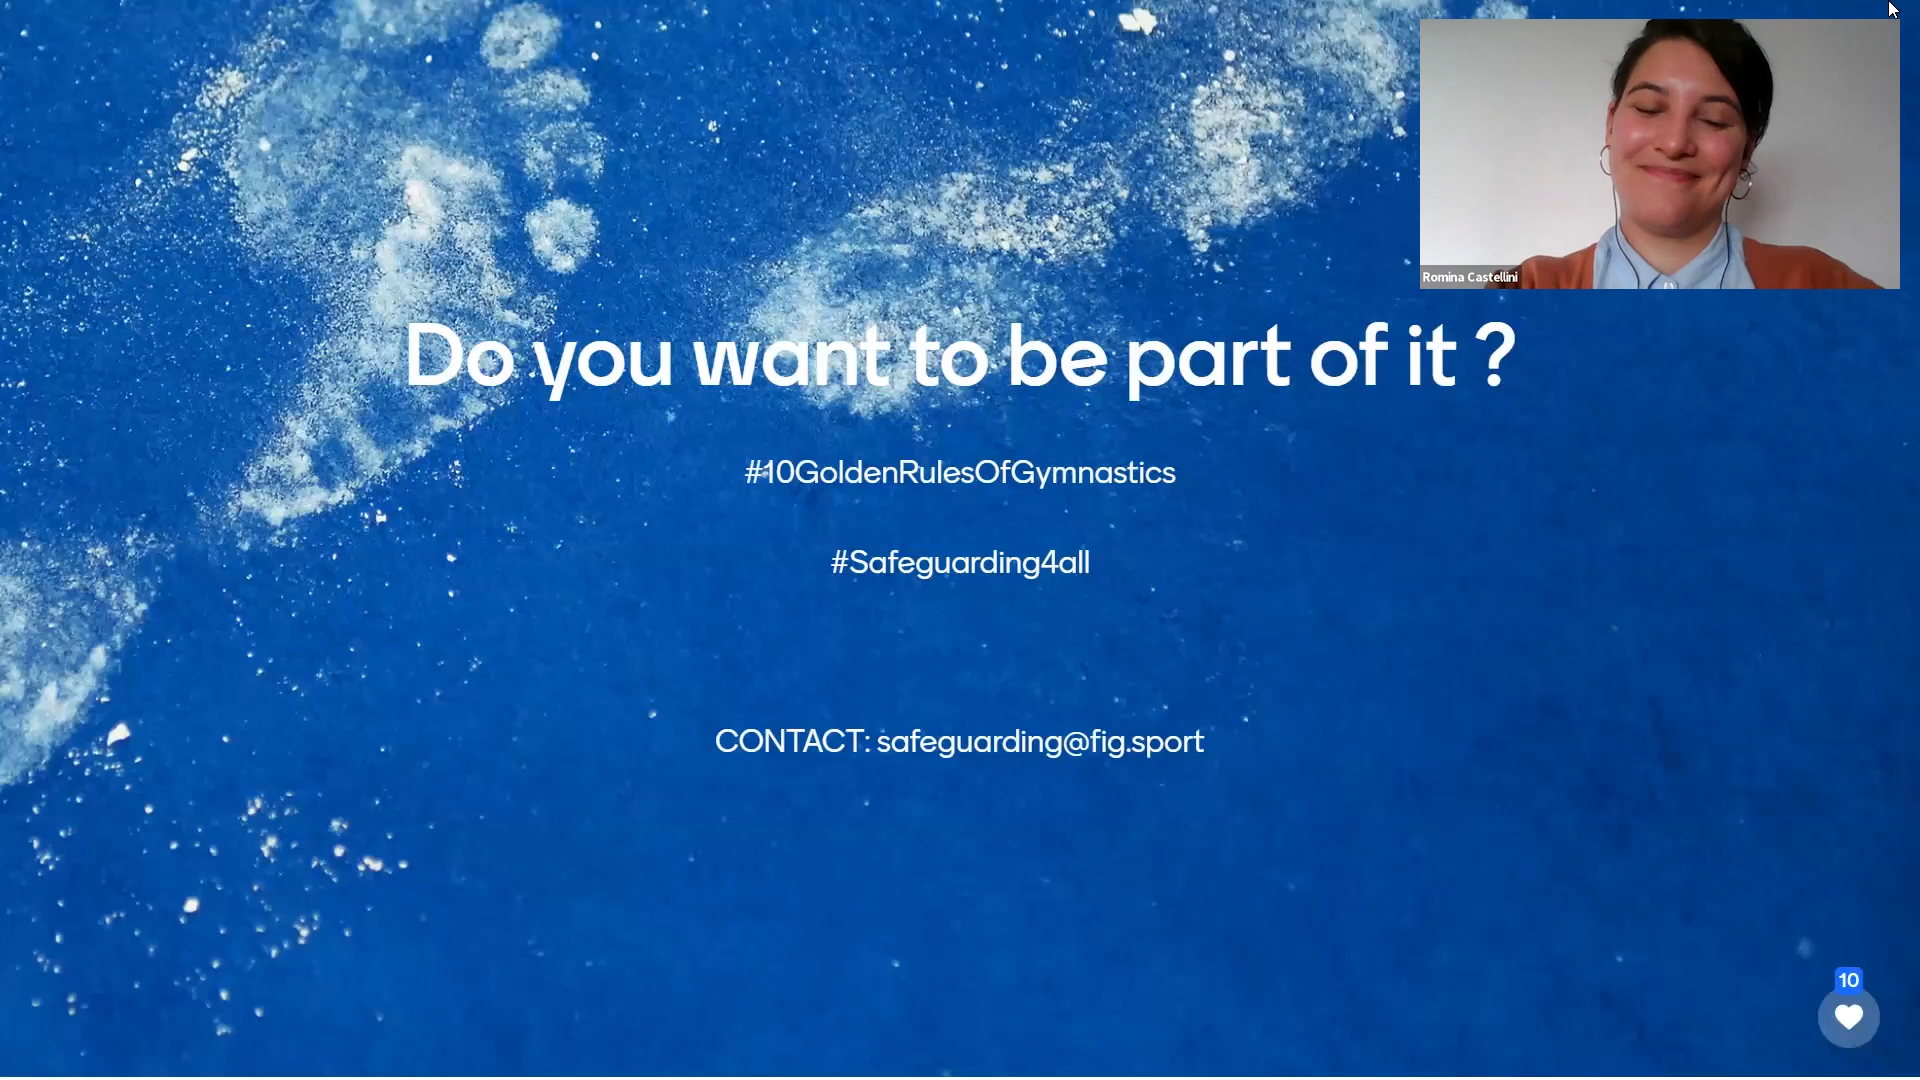 Romina Castellini
Do you want to be part of it ?
#10GoldenRulesOfGymnastics
#Safeguarding4all
CONTACT: safeguarding@fig.sport
10